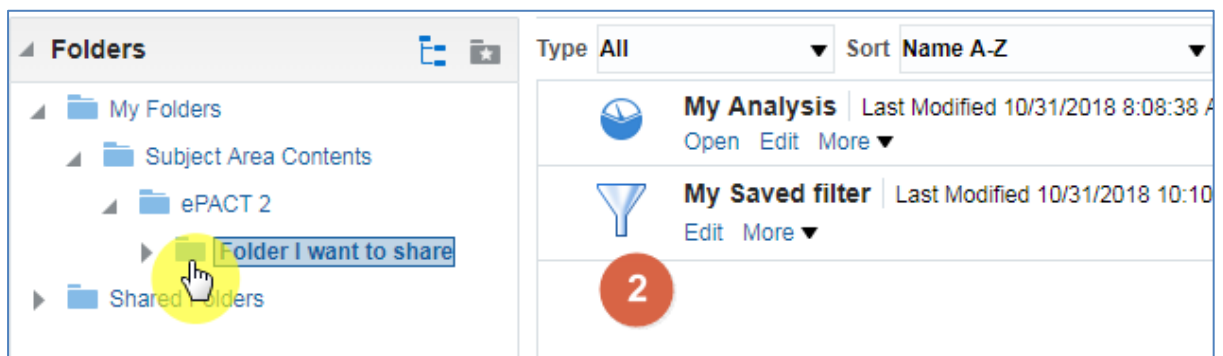 Folders
My Folders
Subject Area Contents
ePACT 2
Folder I want to share
Shared Folders
Type All Sort Name A-Z
My Analysis Last Modified 10/31/2018 8:08:38 A
Open Edit More
My Saved filter Last Modified 10/31/2018 10:10
Edit More
2